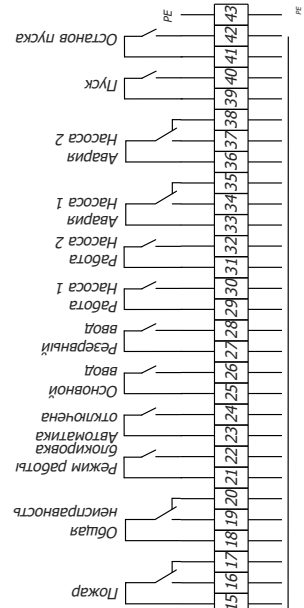 PE
43
PE
Останов пуска
42
41
Пуск
40
39
Авария
Насоса 2
38
37
36
Авария
Насоса 1
35
34
33
Работа
Насоса 2
32
31
Работа
Насоса 1
30
29
Резервный
ввод
28
27
Основной
ввод
26
25
Автоматика
отключена
24
23
Режим работы
блокировка
22
21
Общая
неисправность
20
19
18
Пожар
17
16
15